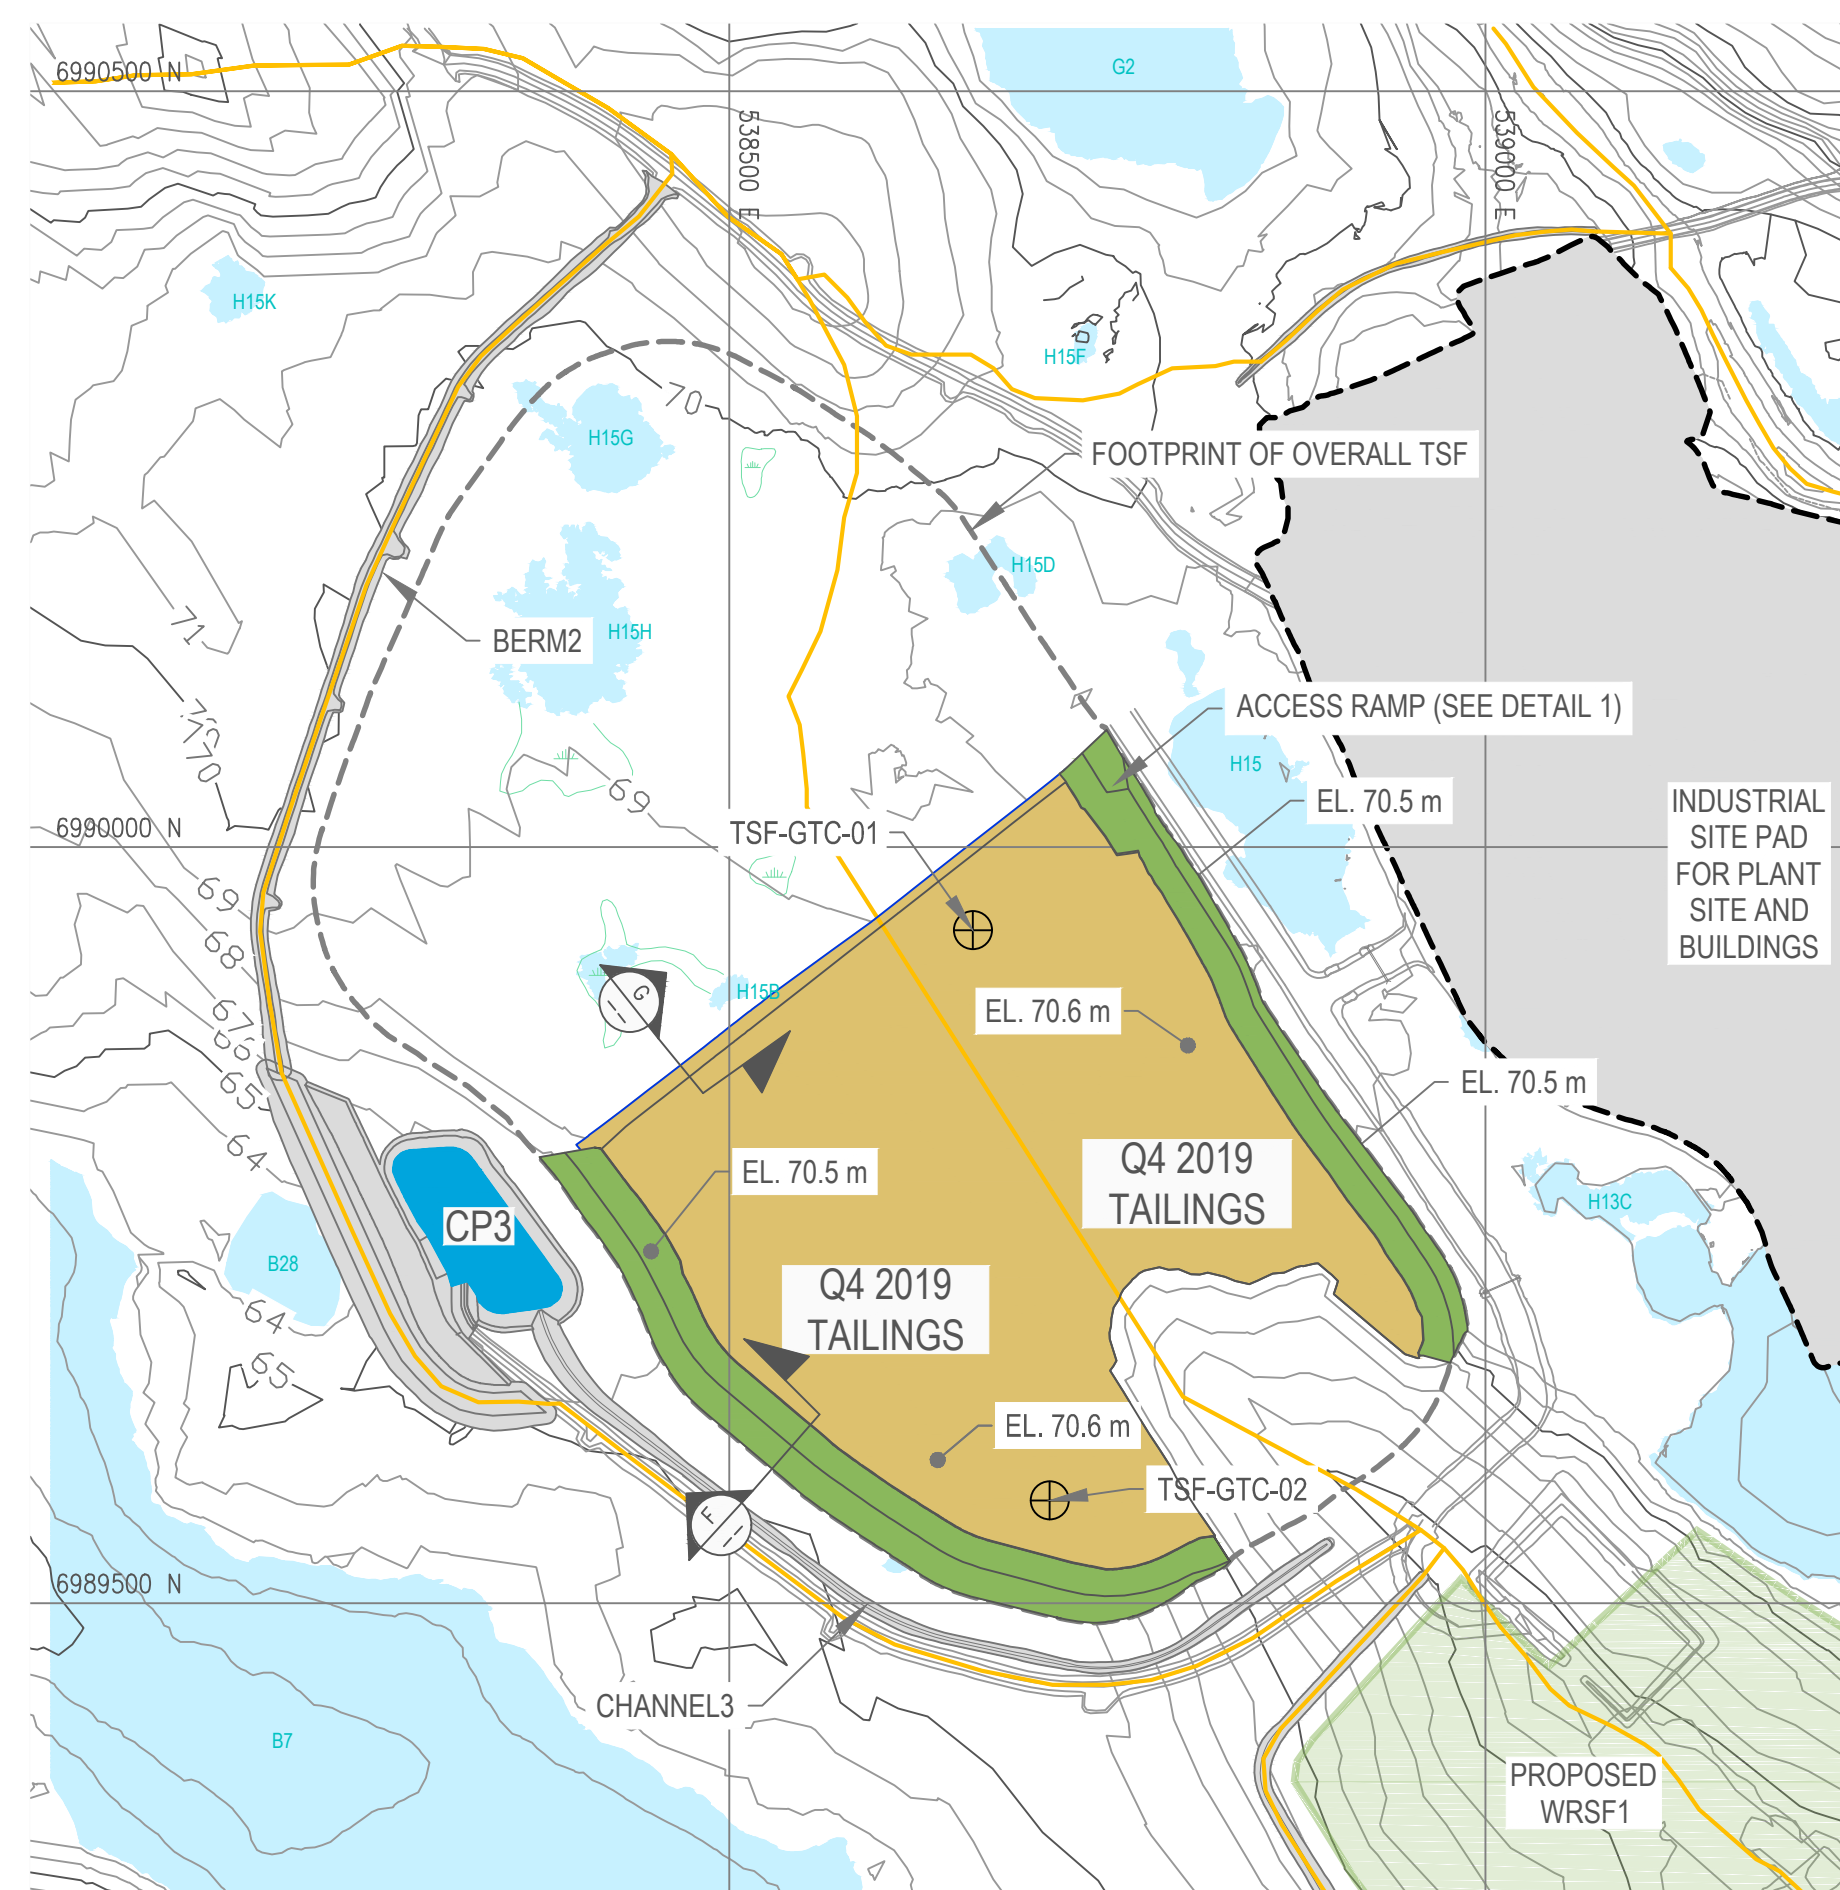 6990500 N
G2
538500 E
539000 E
H15K
H15F
70
H15G
FOOTPRINT OF OVERALL TSF
H15D
71
BERM2
H15H
ACCESS RAMP (SEE DETAIL 1)
70
H15
EL. 70.5 m
69
6990000 N
TSF-GTC-01
INDUSTRIAL
SITE PAD
FOR PLANT
SITE AND
BUILDINGS
69
68
H15B
G
EL. 70.6 m
67
66
65
EL. 70.5 m
64
Q4 2019
TAILINGS
EL. 70.5 m
CP3
H13C
B28
Q4 2019
TAILINGS
64
65
EL. 70.6 m
TSF-GTC-02
F
6989500 N
CHANNEL3
B7
PROPOSED
WRSF1